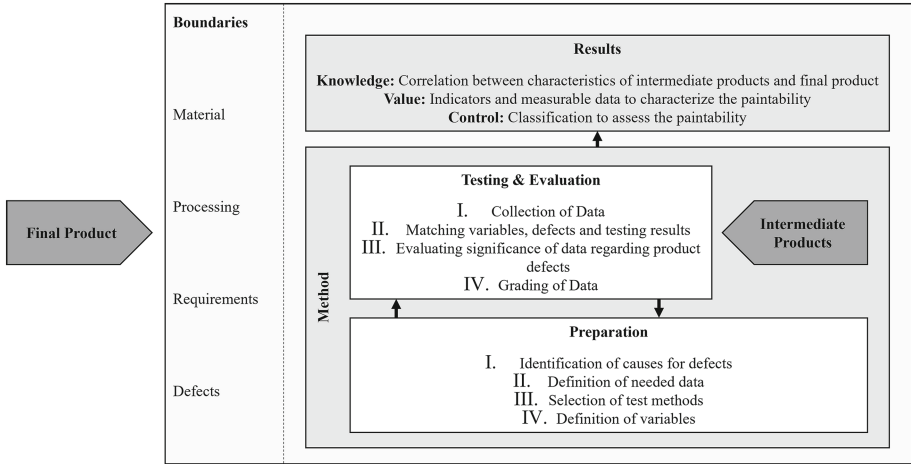 Final Product
Boundaries
Material
Processing
Requirements
Defects
Results
Knowledge: Correlation between characteristics of intermediate products and final product
Value: Indicators and measurable data to characterize the paintability
Control: Classification to assess the paintability
Method
Testing & Evaluation
I. Collection of Data
II. Matching variables, defects and testing results
III. Evaluating significance of data regarding product
defects
IV. Grading of Data
Intermediate
Products
Preparation
I. Identification of causes for defects
II. Definition of needed data
III. Selection of test methods
IV. Definition of variables